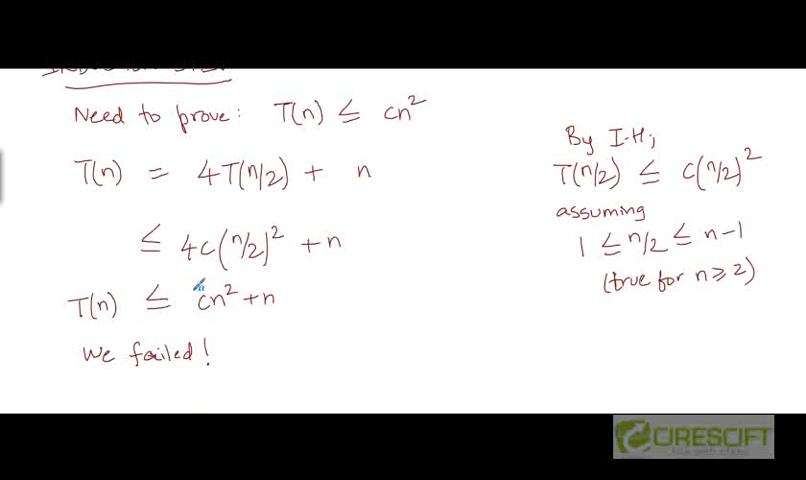 Need to prove: T(n) ≤ cn²
T(n) = 4T(n/2) + n
≤ 4c(n/2)² + n
T(n) ≤ cn² + n
We failed!
By I-H;
T(n/2) ≤ c(n/2)²
assuming
1 ≤ n/2 ≤ n-1
(true for n ≥ 2)
CIRESCIFT